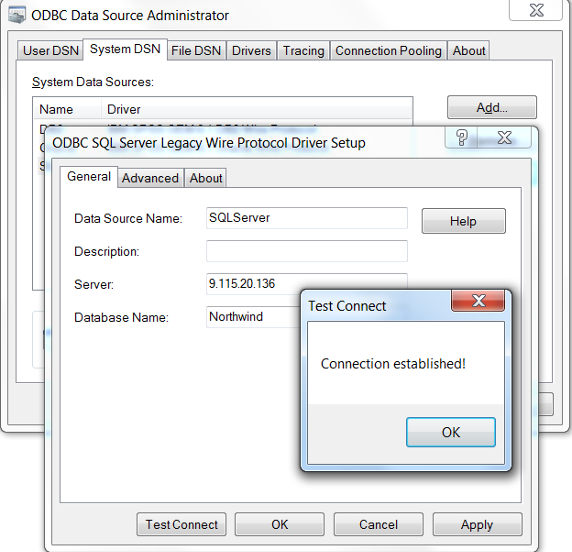 ODBC Data Source Administrator
User DSN System DSN File DSN Drivers Tracing Connection Pooling About
System Data Sources:
Name Driver
Add...
ODBC SQL Server Legacy Wire Protocol Driver Setup
General Advanced About
Data Source Name: SQLServer
Help
Description:
Server: 9.115.20.136
Database Name: Northwind
Test Connect
Connection established!
OK
Test Connect OK Cancel Apply